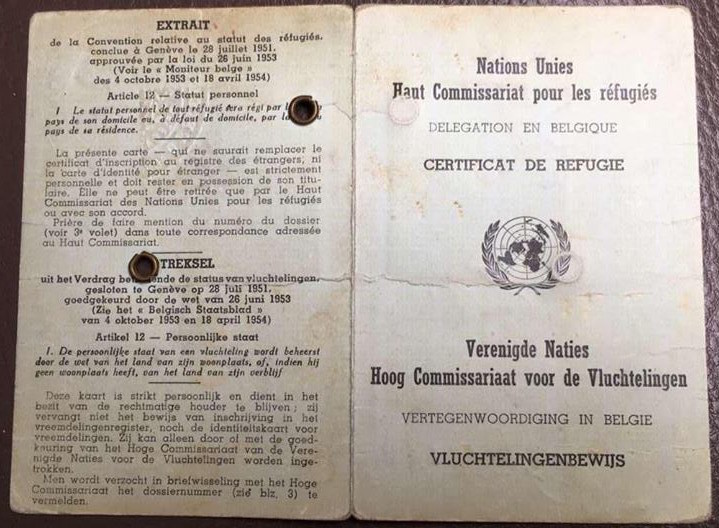 EXTRAIT
de la Convention relative au statut des réfugiés,
conclue à Genève le 28 juillet 1951,
approuvée par la loi du 26 juin 1953
(Voir le « Moniteur belge »
des 4 octobre 1953 et 18 avril 1954)
Article 12 — Statut personnel
1 Le statut personnel de tout réfugié sera régi par
pays de son domicile ou, à défaut de domicile, par
pays de sa résidence.
La présente carte — qui ne saurait remplacer le
certificat d'inscription au registre des étrangers, ni
la carte d'identité pour étranger — est strictement
personnelle et doit rester en possession de son titu-
laire. Elle ne peut être retirée que par le Haut
Commissariat des Nations Unies pour les réfugiés
ou avec son accord.
Prière de faire mention du numéro du dossier
(voir 3e volet) dans toute correspondance adressée
au Haut Commissariat.
TREKSEL
uit het Verdrag be ende de status van vluchtelingen,
gesloten te Genève op 28 juli 1951,
goedgekeurd door de wet van 26 juni 1953
(Zie het « Belgisch Staatsblad »
van 4 oktober 1953 en 18 april 1954)
Artikel 12 — Persoonlijke staat
1. De persoonlijke staat van een vluchteling wordt beheerst
door de wet van het land van zijn woonplaats, of, indien hij
geen woonplaats heeft, van het land van zijn verblijf
Deze kaart is strikt persoonlijk en dient in het
bezit van de rechtmatige houder te blijven ; zij
vervangt niet het bewijs van inschrijving in het
vreemdelingenregister, noch de identiteitskaart voor
vreemdelingen. Zij kan alleen door of met de goed-
keuring van het Hoge Commissariaat van de Vere-
nigde Naties voor de Vluchtelingen worden inge-
trokken.
Men wordt verzocht in briefwisseling met het Hoge
Commissariaat het dossiernummer (zie blz. 3) te
vermelden.
Nations Unies
Haut Commissariat pour les réfugiés
DELEGATION EN BELGIQUE
CERTIFICAT DE REFUGIE
Verenigde Naties
Hoog Commissariaat voor de Vluchtelingen
VERTEGENWOORDIGING IN BELGIE
VLUCHTELINGENBEWIJS